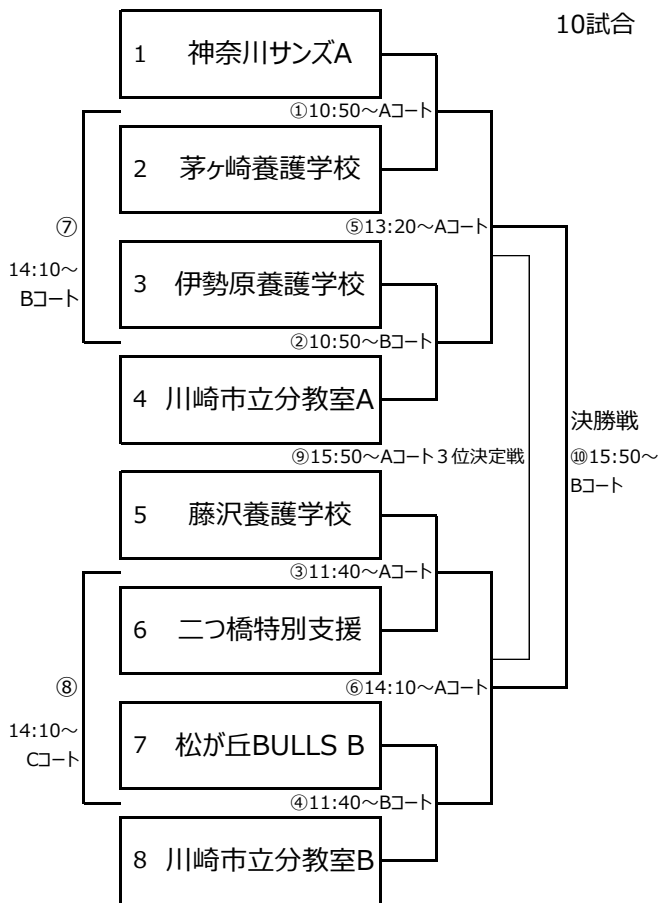 10試合
1 神奈川サンズA
①10:50～Aコート
2 茅ヶ崎養護学校
⑦
14:10～
Bコート
⑤13:20～Aコート
3 伊勢原養護学校
②10:50～Bコート
4 川崎市立分教室A
決勝戦
⑩15:50～
Bコート
⑨15:50～Aコート３位決定戦
5 藤沢養護学校
③11:40～Aコート
6 二つ橋特別支援
⑧
14:10～
Cコート
⑥14:10～Aコート
7 松が丘BULLS B
④11:40～Bコート
8 川崎市立分教室B